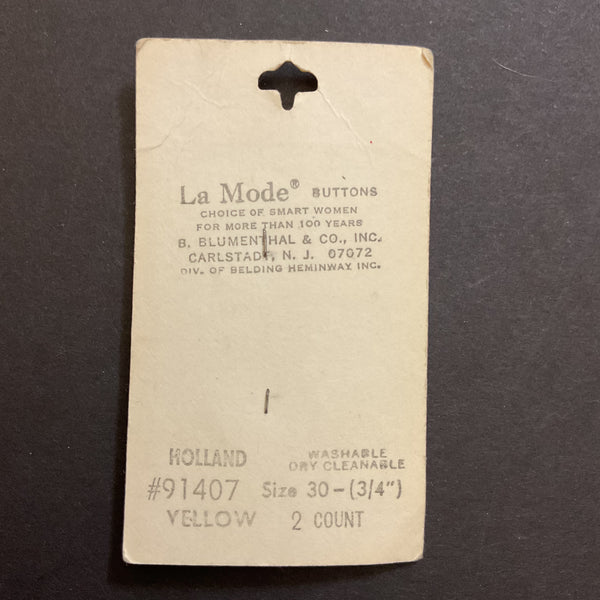 La Mode® BUTTONS
CHOICE OF SMART WOMEN
FOR MORE THAN 100 YEARS
B. BLUMENTHAL & CO., INC.
CARLSTADT, N. J. 07072
DIV. OF BELDING HEMINWAY, INC.
HOLLAND
WASHABLE
DRY CLEANABLE
#91407 Size 30-(3/4")
YELLOW 2 COUNT